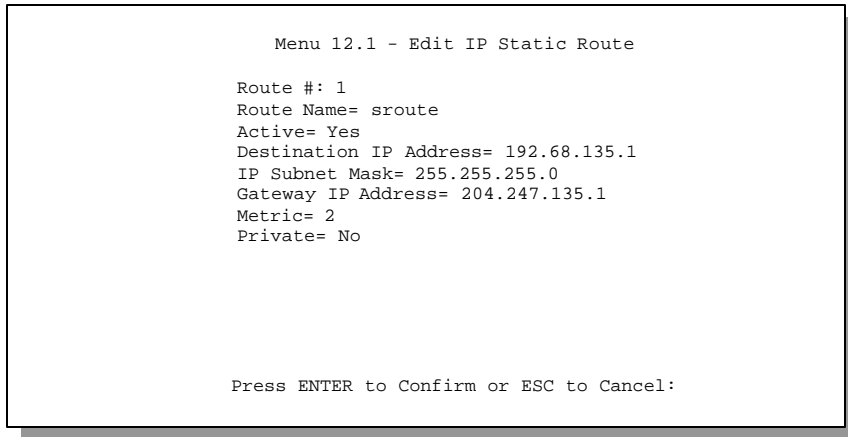 Menu 12.1 - Edit IP Static Route
Route #: 1
Route Name= sroute
Active= Yes
Destination IP Address= 192.68.135.1
IP Subnet Mask= 255.255.255.0
Gateway IP Address= 204.247.135.1
Metric= 2
Private= No
Press ENTER to Confirm or ESC to Cancel: